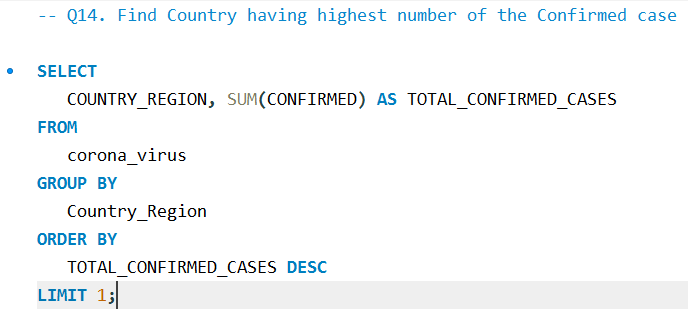 -- Q14. Find Country having highest number of the Confirmed case
SELECT
COUNTRY_REGION, SUM(CONFIRMED) AS TOTAL_CONFIRMED_CASES
FROM
corona_virus
GROUP BY
Country_Region
ORDER BY
TOTAL_CONFIRMED_CASES DESC
LIMIT 1;